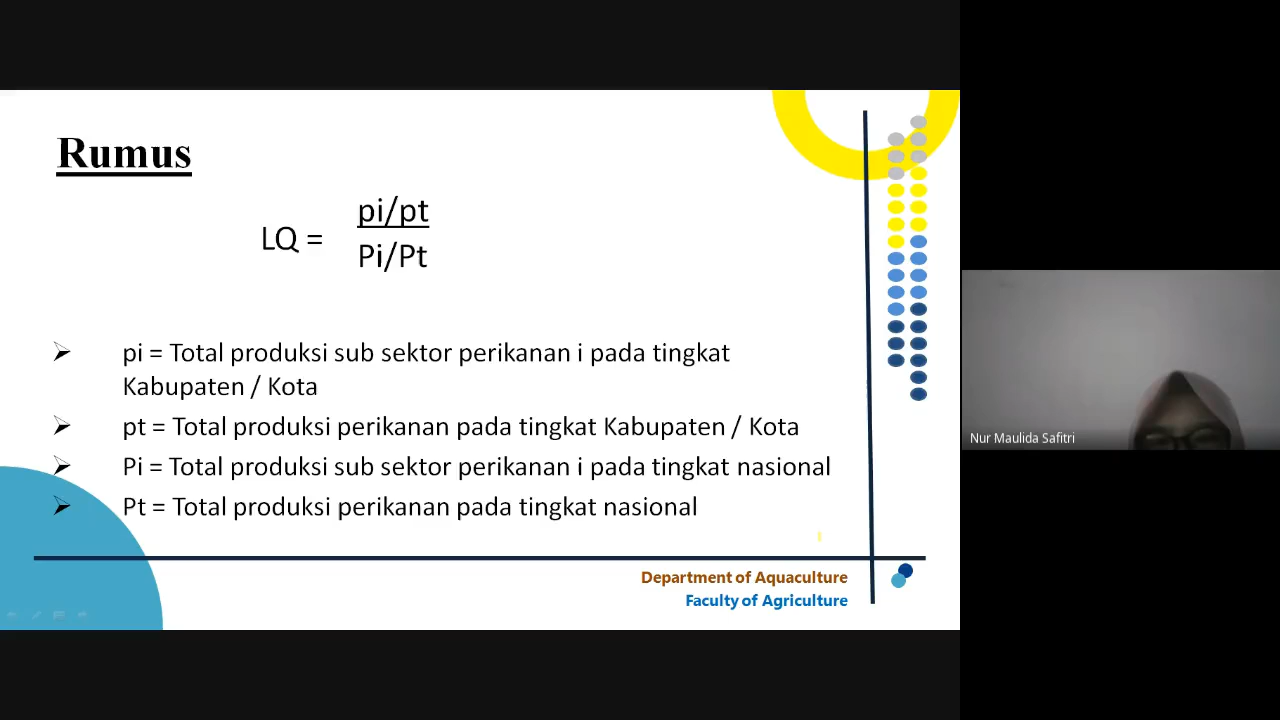 Rumus
pi/pt
LQ =
Pi/Pt
pi = Total produksi sub sektor perikanan i pada tingkat
Kabupaten / Kota
pt = Total produksi perikanan pada tingkat Kabupaten / Kota
Pi = Total produksi sub sektor perikanan i pada tingkat nasional
Pt = Total produksi perikanan pada tingkat nasional
Department of Aquaculture
Faculty of Agriculture
Nur Maulida Safitri